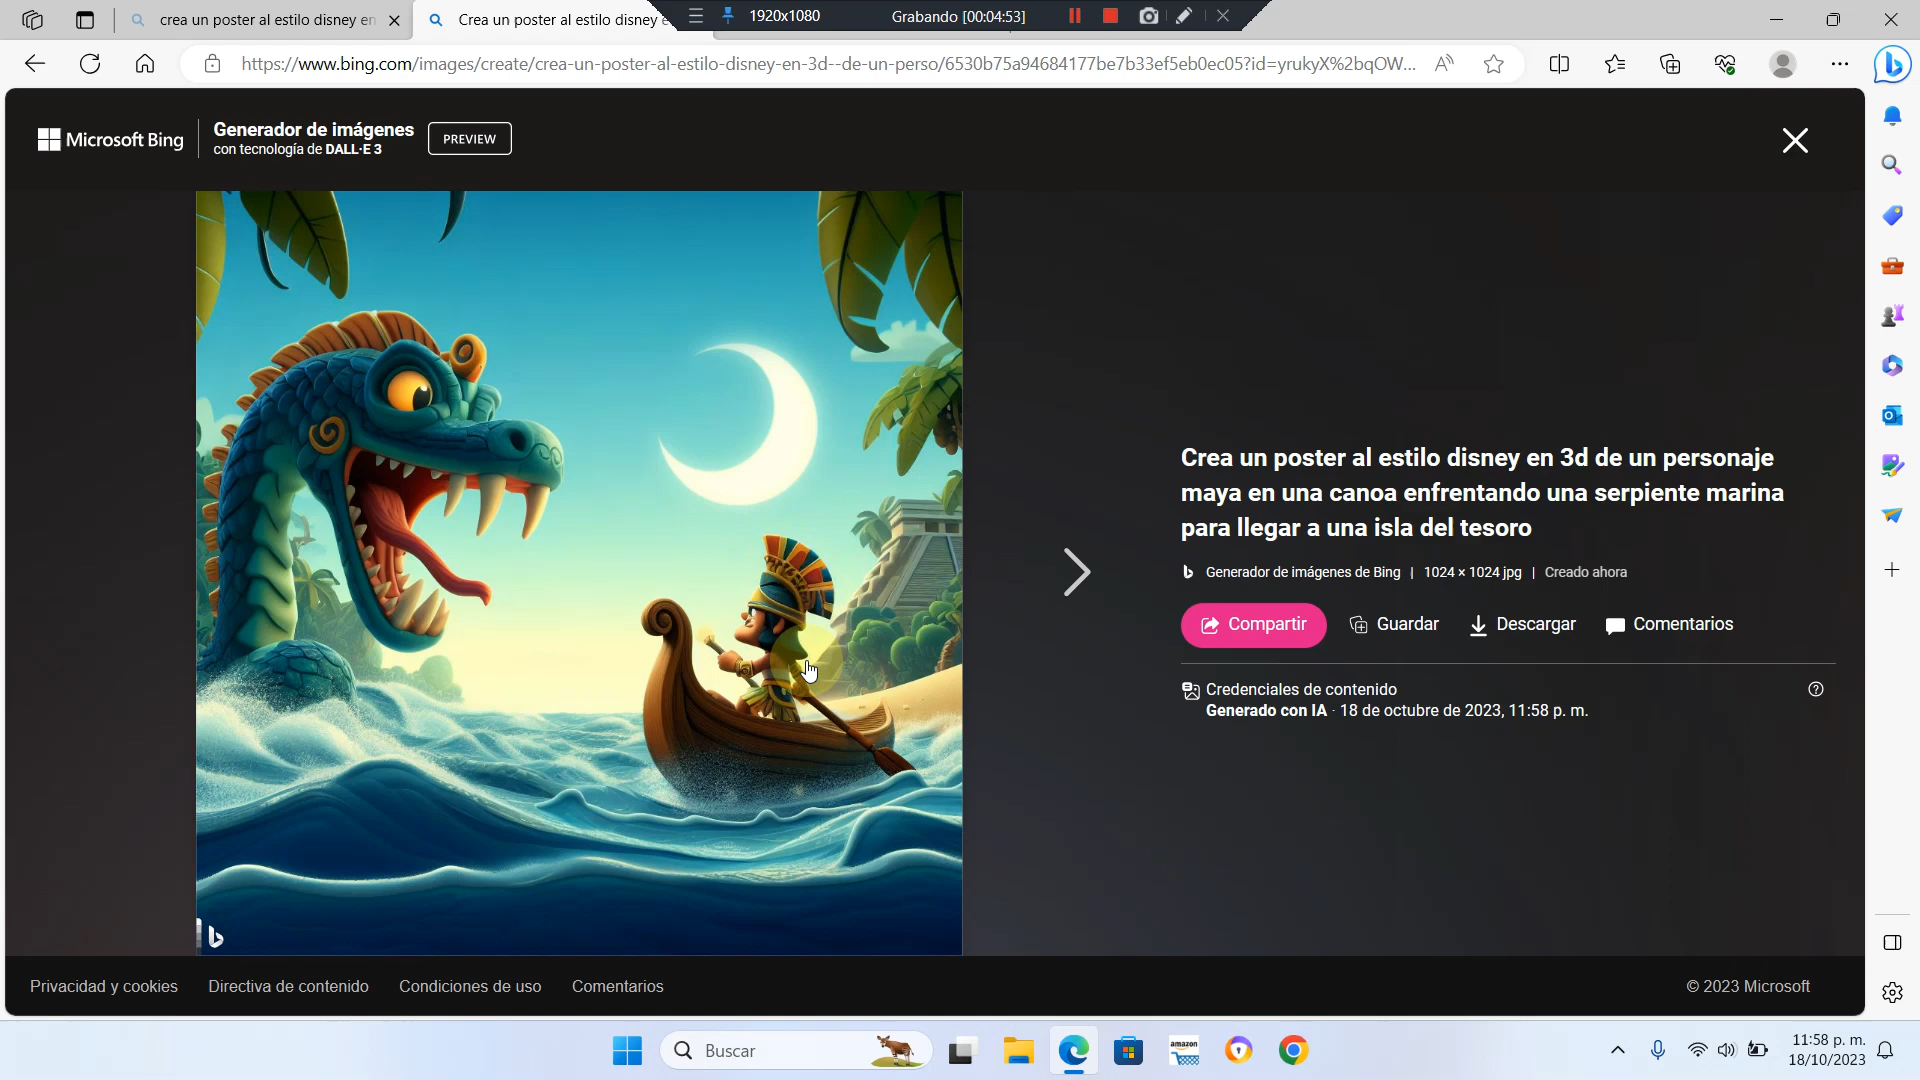 crea un poster al estilo disney en
Crea un poster al estilo disney e
1920x1080
Grabando [00:04:53]
https://www.bing.com/images/create/crea-un-poster-al-estilo-disney-en-3d--de-un-perso/6530b75a94684177be7b33ef5eb0ec05?id=yrukyX%2bqOW...
Microsoft Bing
Generador de imágenes
con tecnología de DALL·E 3
PREVIEW
Crea un poster al estilo disney en 3d de un personaje
maya en una canoa enfrentando una serpiente marina
para llegar a una isla del tesoro
Generador de imágenes de Bing | 1024 × 1024 jpg | Creado ahora
Compartir
Guardar
Descargar
Comentarios
Credenciales de contenido
Generado con IA · 18 de octubre de 2023, 11:58 p. m.
Privacidad y cookies
Directiva de contenido
Condiciones de uso
Comentarios
© 2023 Microsoft
Buscar
amazon
11:58 p. m.
18/10/2023